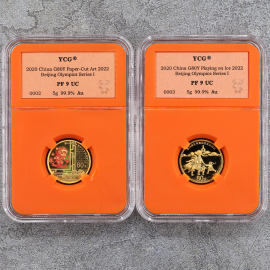 YCG®
2020 China G80Y Paper-Cut Art 2022
Beijing Olympics Series I
PF 9 UC
0003 5g 99.9% Au
YCG®
2020 China G80Y Playing on Ice 2022
Beijing Olympics Series I
PF 9 UC
0003 5g 99.9% Au